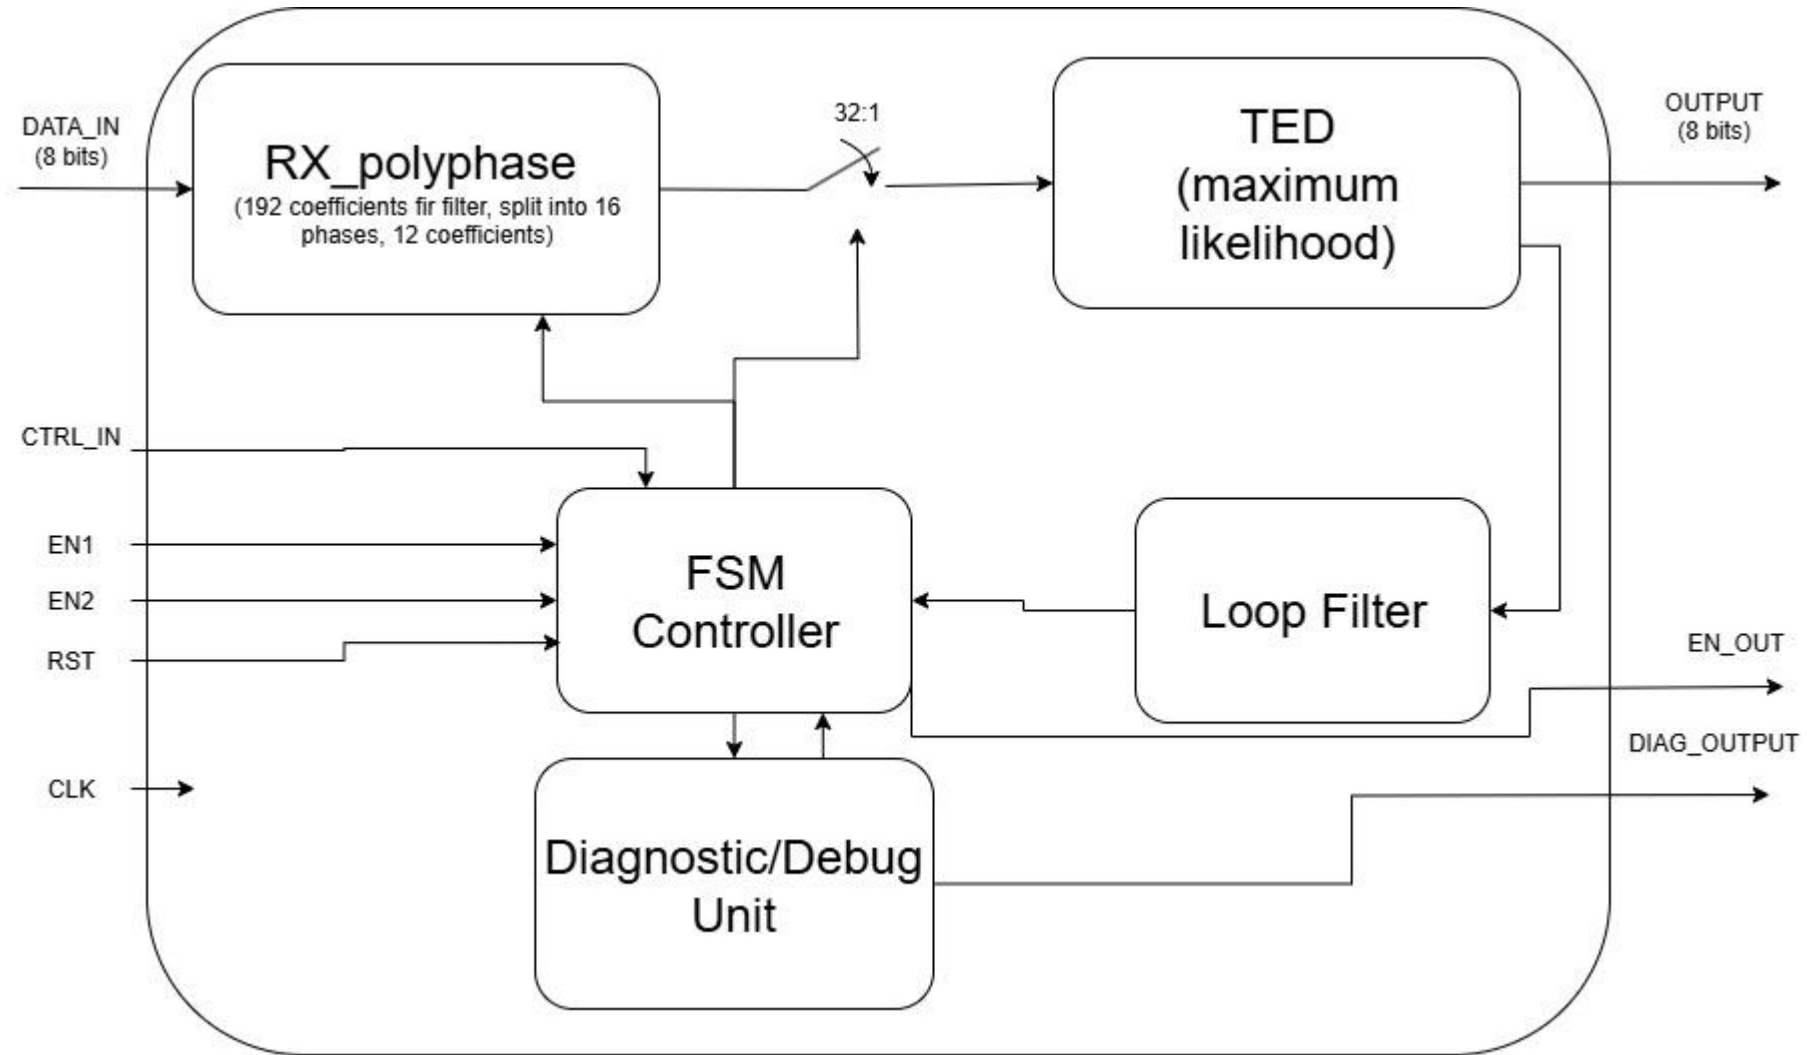 DATA_IN
(8 bits)
RX_polyphase
(192 coefficients fir filter, split into 16
phases, 12 coefficients)
32:1
TED
(maximum
likelihood)
OUTPUT
(8 bits)
CTRL_IN
EN1
EN2
RST
CLK
FSM
Controller
Loop Filter
EN_OUT
DIAG_OUTPUT
Diagnostic/Debug
Unit